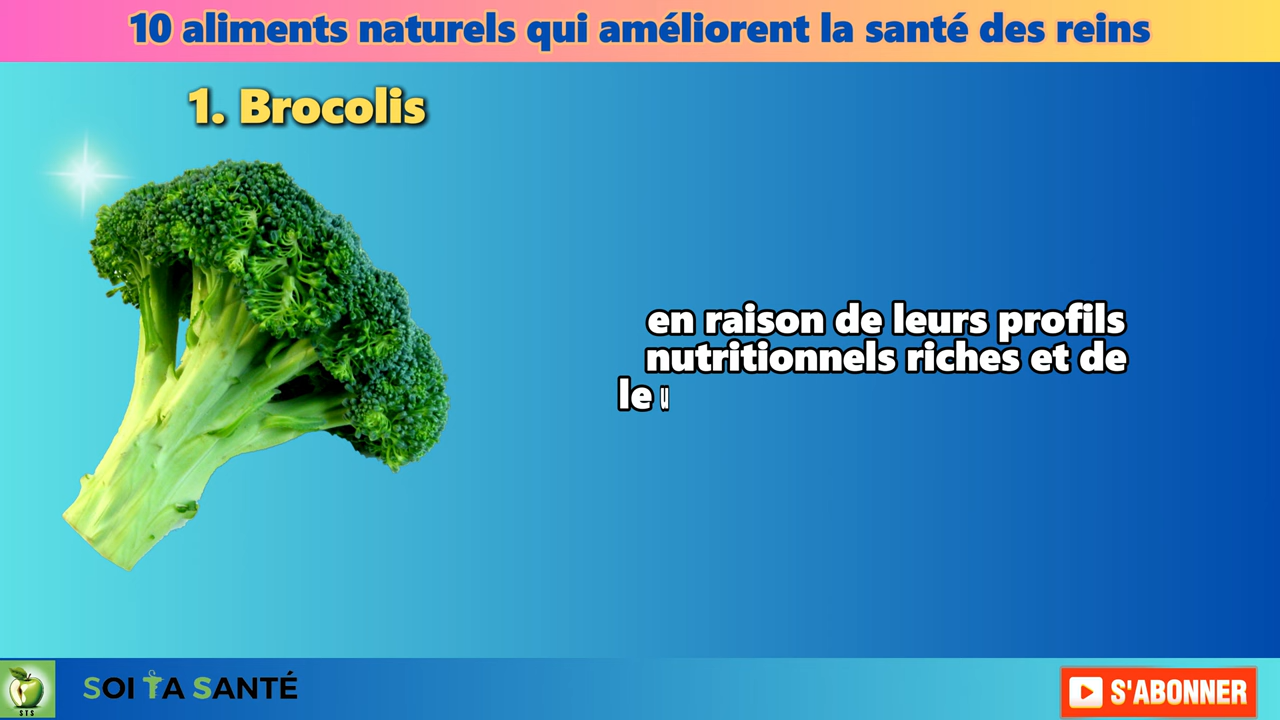 10 aliments naturels qui améliorent la santé des reins
1. Brocolis
en raison de leurs profils
nutritionnels riches et de
le u
STS
SOI TA SANTÉ
S'ABONNER